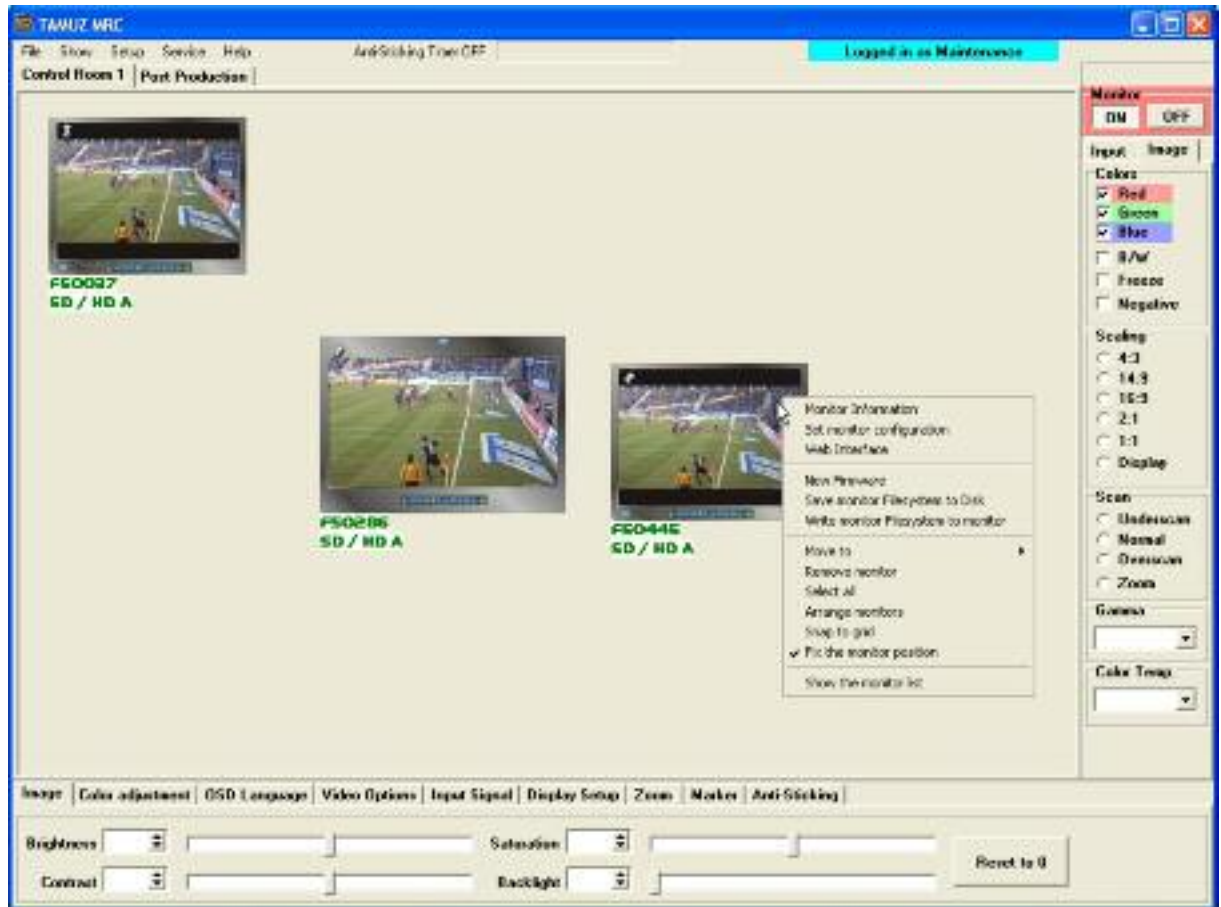 TAMUZ MRC
File Show Setup Service Help Anti-Sticking Timer OFF Logged in as Maintenance
Control Room 1 Post Production
Monitor
ON OFF
Input Image
Colors
Red
Green
Blue
B/W
Freeze
Negative
Scaling
4:3
14:9
16:9
2:1
1:1
Display
Scan
Underscan
Normal
Overscan
Zoom
Gamma
Color Temp
SD / HD A
SD / HD A
FS0446
SD / HD A
Monitor Information
Set monitor configuration
Web Interface
New Firmware
Save monitor Filesystem to Disk
Write monitor Filesystem to monitor
Move to
Remove monitor
Select all
Arrange monitors
Snap to grid
Fix the monitor position
Show the monitor list
Image Color adjustment OSD Language Video Options Input Signal Display Setup Zoom Marker Anti-Sticking
Brightness Saturation
Contrast Backlight
Reset to 0